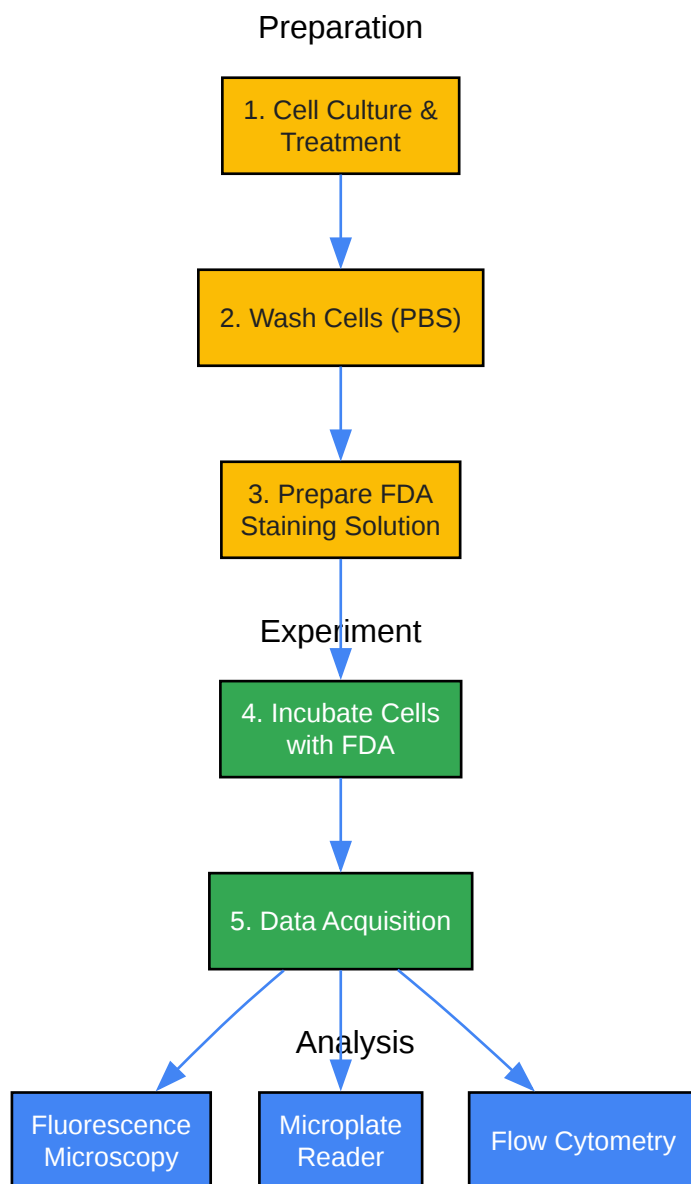 Preparation
1. Cell Culture &
Treatment
2. Wash Cells (PBS)
3. Prepare FDA
Staining Solution
Experiment
4. Incubate Cells
with FDA
5. Data Acquisition
Analysis
Fluorescence
Microscopy
Microplate
Reader
Flow Cytometry